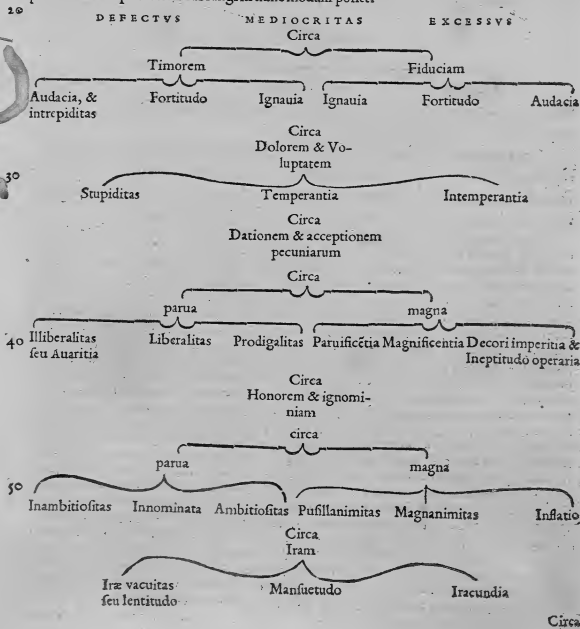 20
DEFECTVS MEDIOCRITAS EXCESSVS
Circa
Timorem Fiduciam
Audacia, & Fortitudo Ignauia Ignauia Fortitudo Audacia
intrepiditas
Circa
Dolorem & Vo-
luptatem
30
Stupiditas Temperantia Intemperantia
Circa
Dationem & acceptionem
pecuniarum
Circa
parua magna
40 Illiberalitas Liberalitas Prodigalitas Paruificẽtia Magnificentia Decori imperitia &
ſeu Auaritia Ineptitudo operaria
Circa
Honorem & ignomi-
niam
circa
parua magna
50
Inambitioſitas Innominata Ambitioſitas Puſillanimitas Magnanimitas Inflatio
Circa
Iram
Iræ vacuitas Manſuetudo Iracundia
ſeu lentitudo
Circa